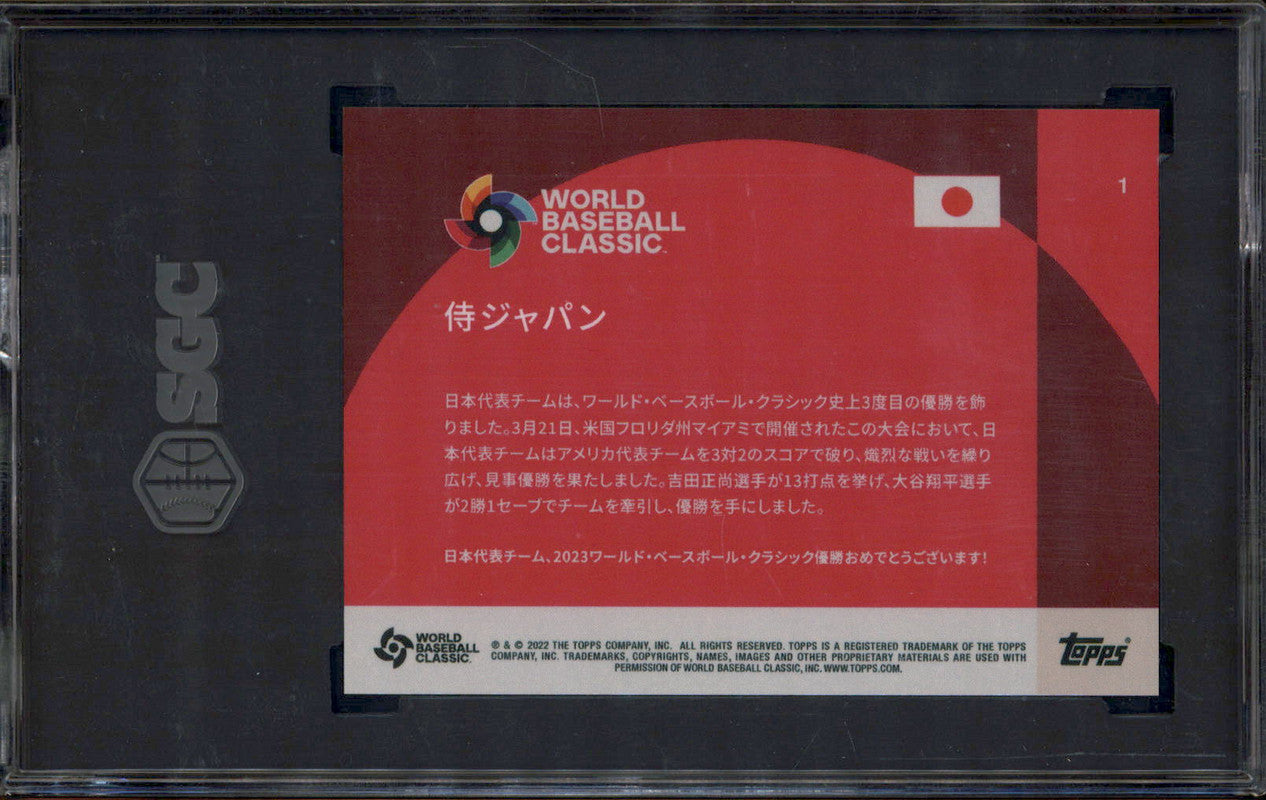 SGC
1
WORLD
BASEBALL
CLASSIC™
侍ジャパン
日本代表チームは、ワールド・ベースボール・クラシック史上3度目の優勝を飾
りました。3月21日、米国フロリダ州マイアミで開催されたこの大会において、日
本代表チームはアメリカ代表チームを3対2のスコアで破り、熾烈な戦いを繰り
広げ、見事優勝を果たしました。吉田正尚選手が13打点を挙げ、大谷翔平選手
が2勝1セーブでチームを牽引し、優勝を手にしました。
日本代表チーム、2023ワールド・ベースボール・クラシック優勝おめでとうございます!
WORLD
BASEBALL
CLASSIC™
® & © 2022 THE TOPPS COMPANY, INC. ALL RIGHTS RESERVED. TOPPS IS A REGISTERED TRADEMARK OF THE TOPPS
COMPANY, INC. TRADEMARKS, COPYRIGHTS, NAMES, IMAGES AND OTHER PROPRIETARY MATERIALS ARE USED WITH
PERMISSION OF WORLD BASEBALL CLASSIC, INC. WWW.TOPPS.COM.
Topps®